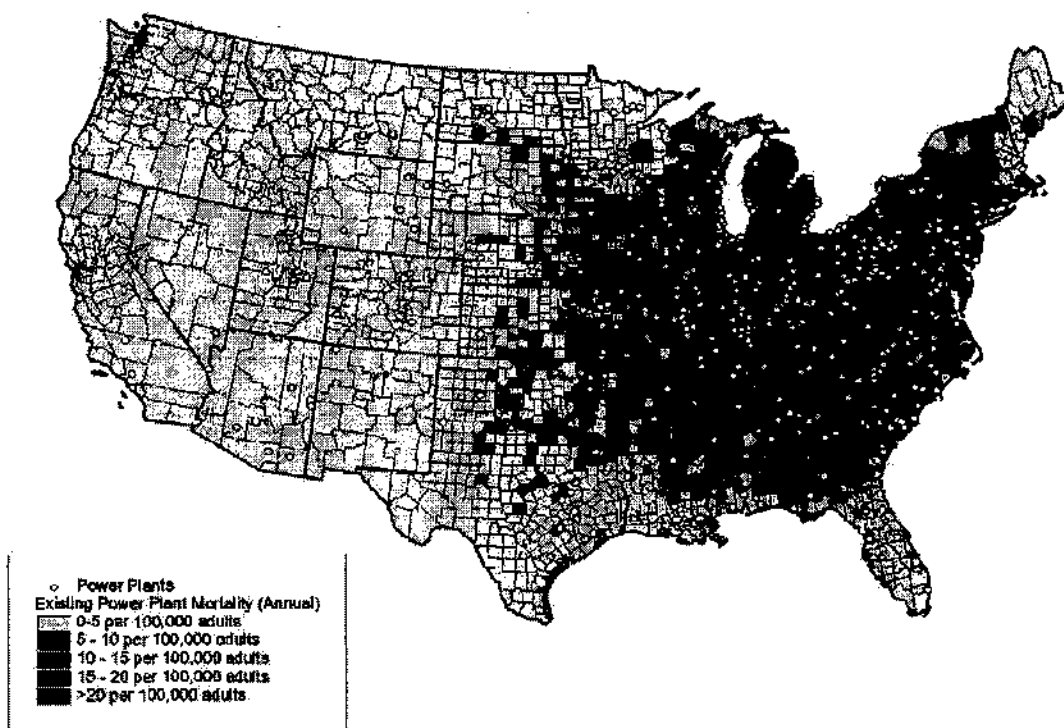 Power Plants
Existing Power Plant Mortality (Annual)
0-5 per 100,000 adults
5 - 10 per 100,000 adults
10 - 15 per 100,000 adults
15 - 20 per 100,000 adults
>20 per 100,000 adults